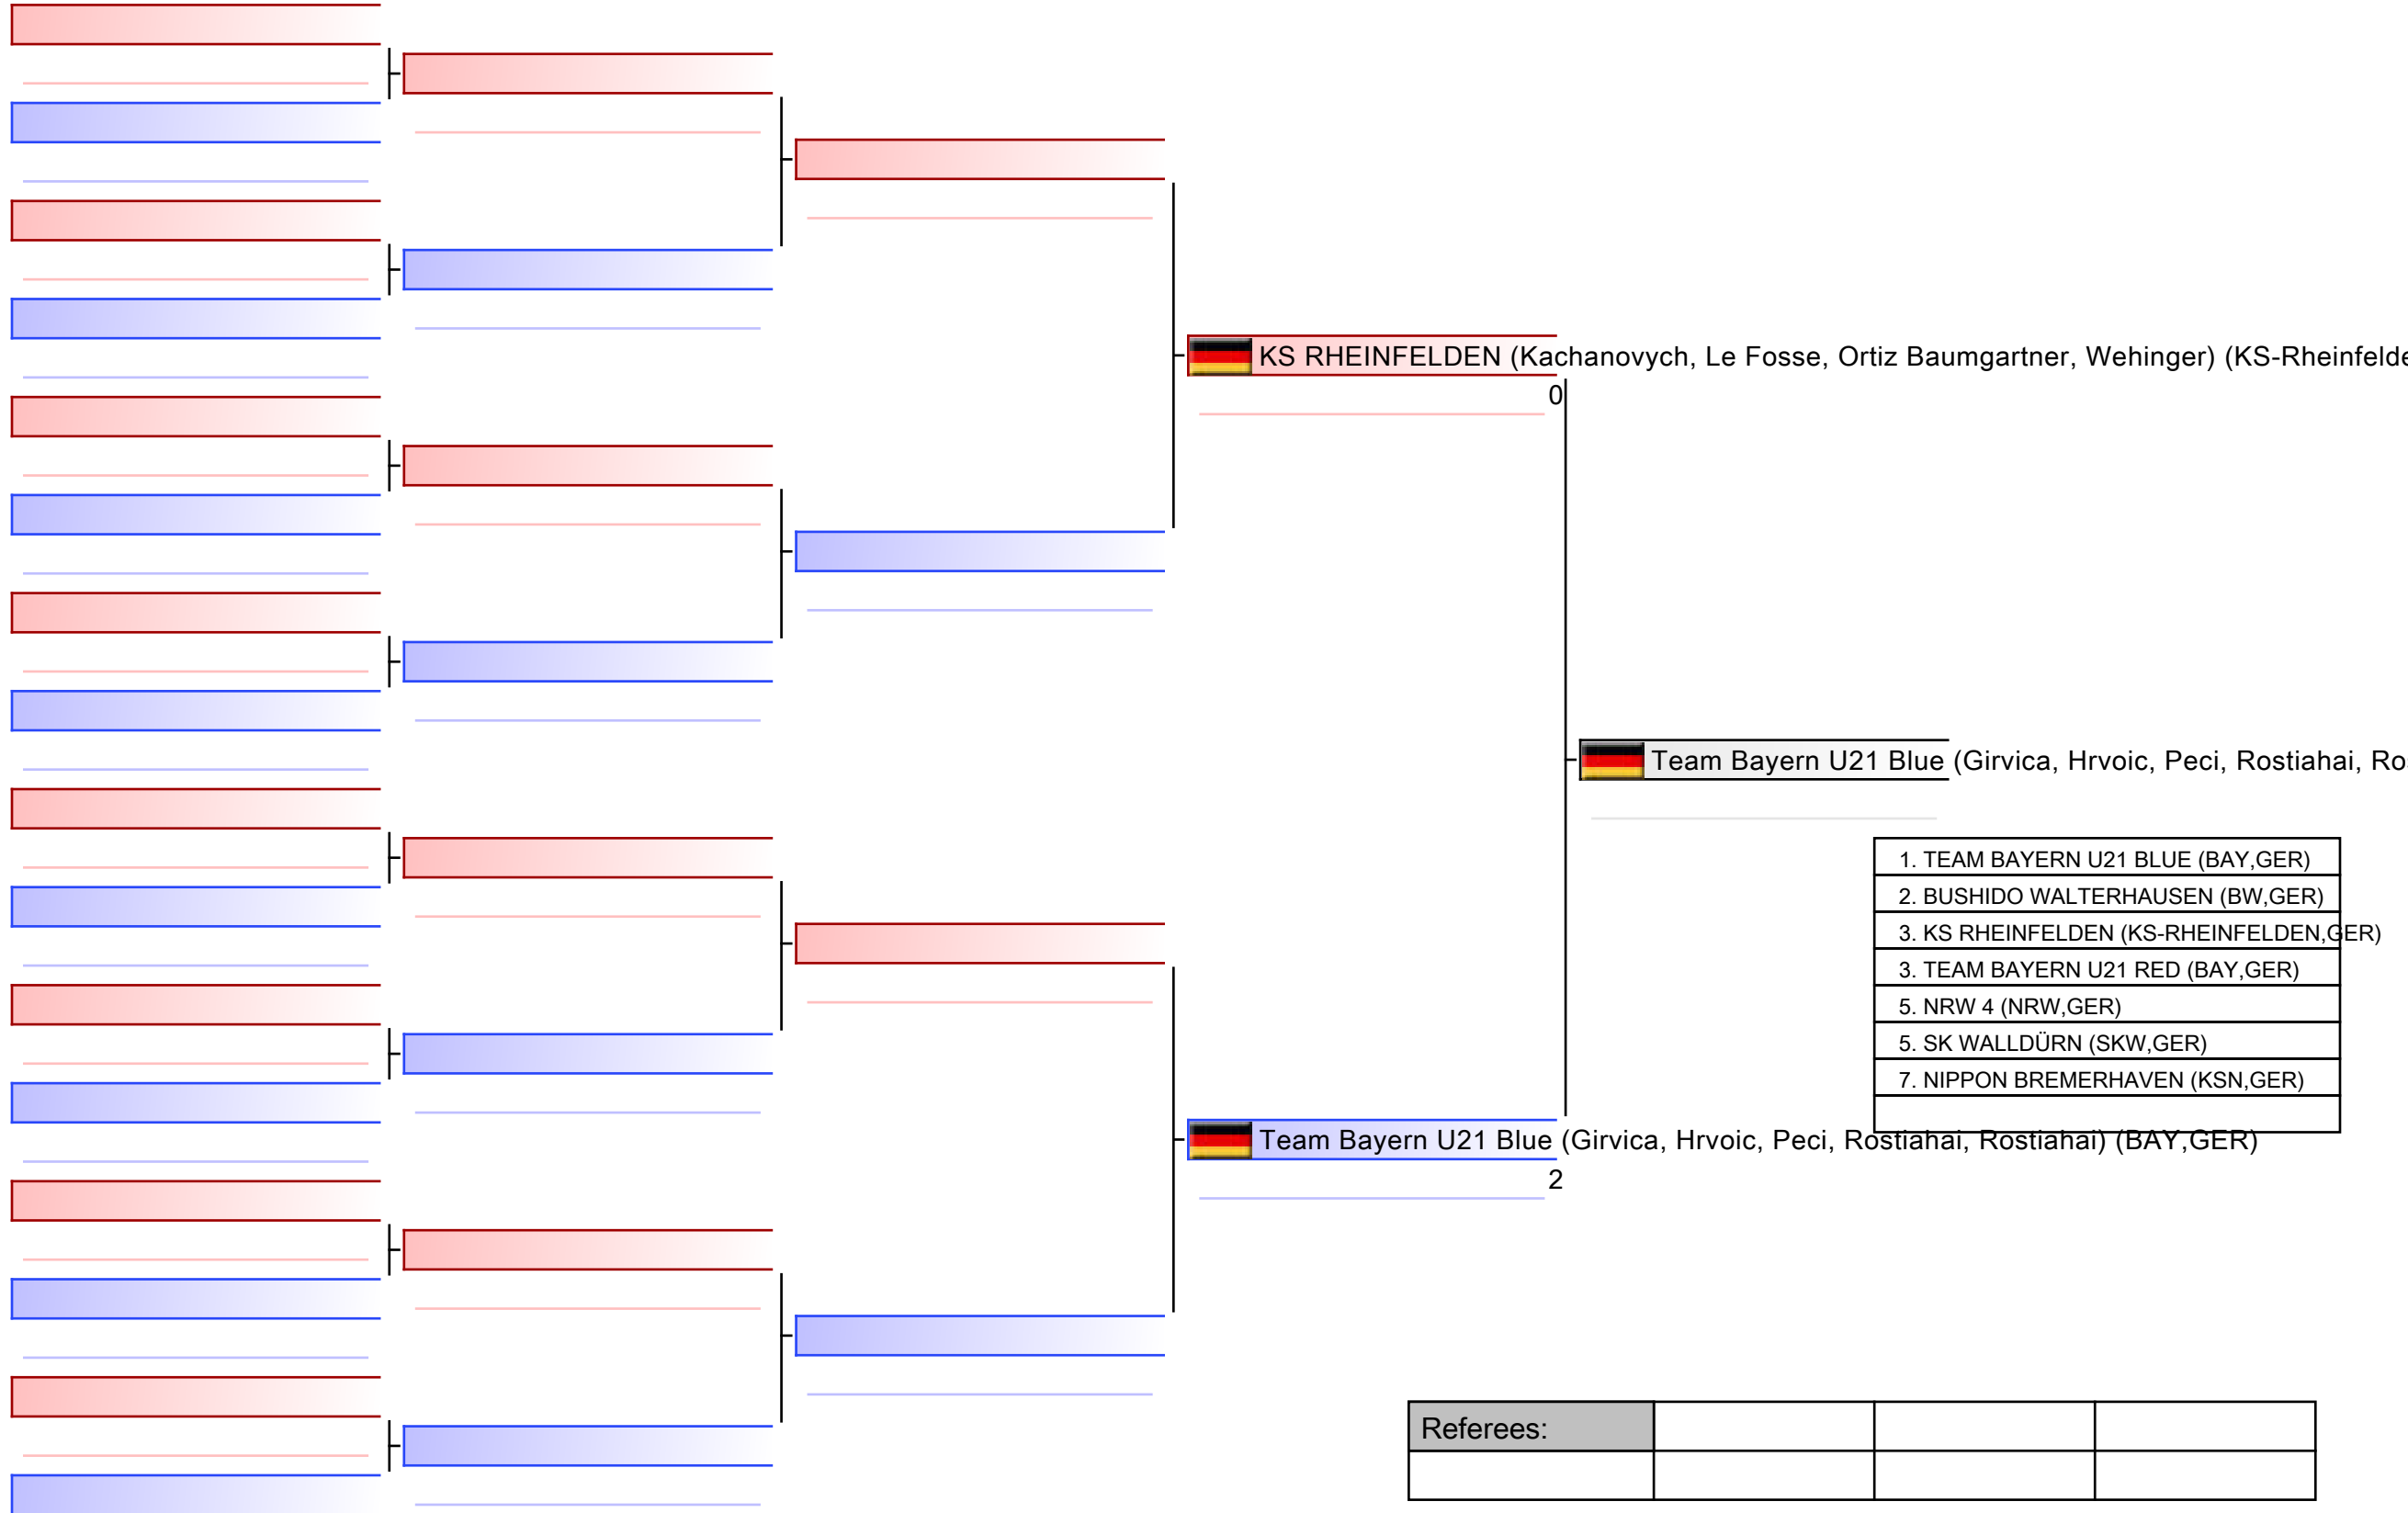 KS RHEINFELDEN (Kachanovych, Le Fosse, Ortiz Baumgartner, Wehinger) (KS-Rheinfelde
0
Team Bayern U21 Blue (Girvica, Hrvoic, Peci, Rostiahai, Ro
1. TEAM BAYERN U21 BLUE (BAY,GER)
2. BUSHIDO WALTERHAUSEN (BW,GER)
3. KS RHEINFELDEN (KS-RHEINFELDEN,GER)
3. TEAM BAYERN U21 RED (BAY,GER)
5. NRW 4 (NRW,GER)
5. SK WALLDÜRN (SKW,GER)
7. NIPPON BREMERHAVEN (KSN,GER)
Team Bayern U21 Blue (Girvica, Hrvoic, Peci, Rostiahai, Rostiahai) (BAY,GER)
2
Referees: